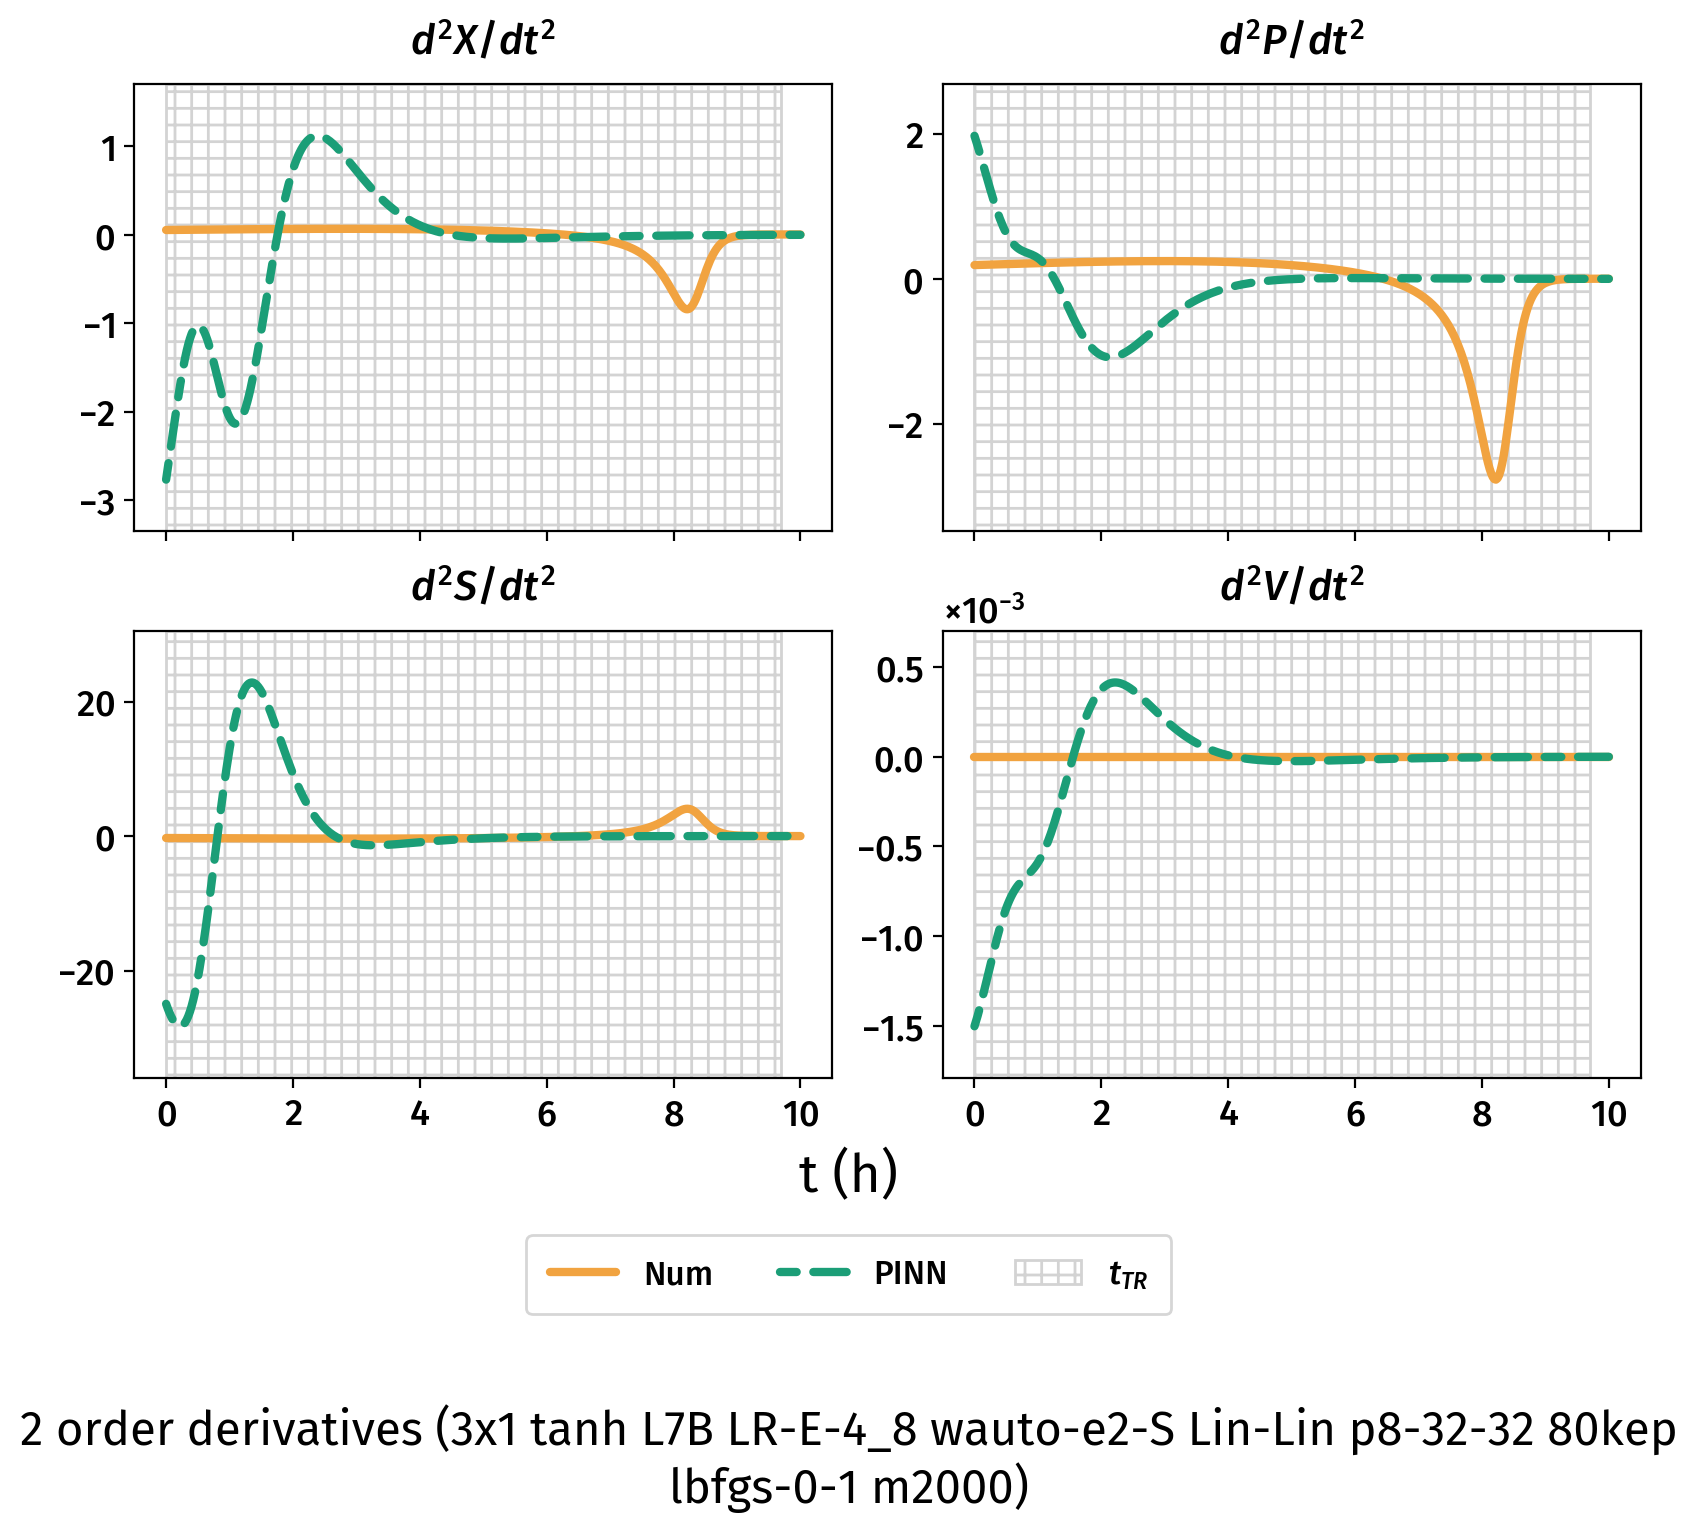 d²X/dt²
d²P/dt²
1
0
−1
−2
−3
2
0
−2
d²S/dt²
d²V/dt²
×10⁻³
20
0
−20
0.5
0.0
−0.5
−1.0
−1.5
0 2 4 6 8 10
0 2 4 6 8 10
t (h)
Num PINN t_TR
2 order derivatives (3x1 tanh L7B LR-E-4_8 wauto-e2-S Lin-Lin p8-32-32 80kep
lbfgs-0-1 m2000)